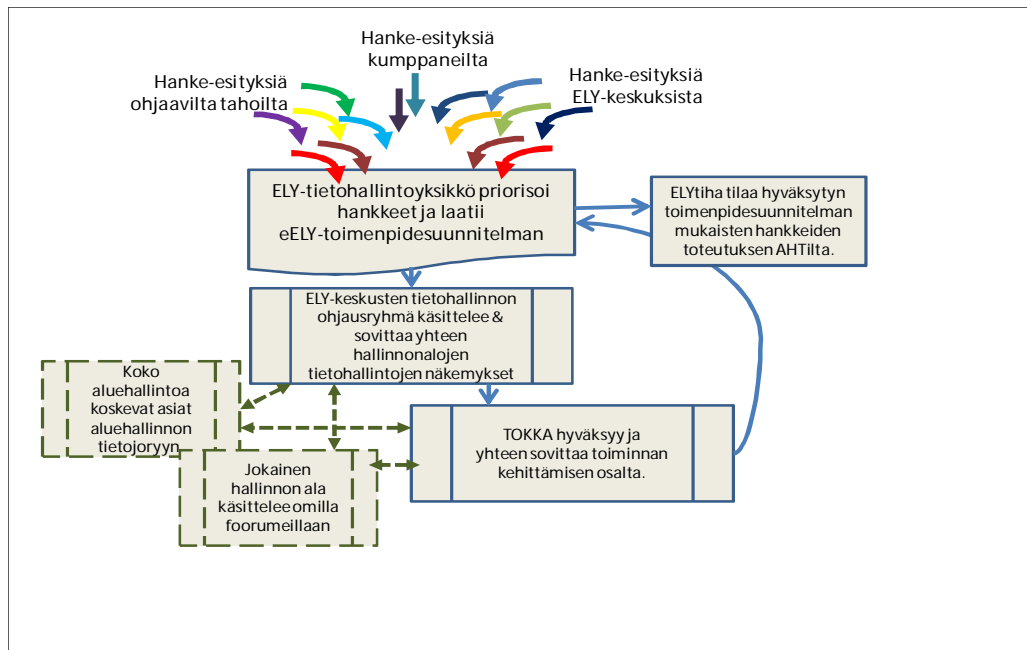 Hanke-esityksiä
kumppaneilta
Hanke-esityksiä
ohjaavilta tahoilta
Hanke-esityksiä
ELY-keskuksista
ELY-tietohallintoyksikkö priorisoi
hankkeet ja laatii
eELY-toimenpidesuunnitelman
ELYtiha tilaa hyväksytyn
toimenpidesuunnitelman
mukaisten hankkeiden
toteutuksen AHTilta.
ELY-keskusten tietohallinnon
ohjausryhmä käsittelee &
sovittaa yhteen
hallinnonalojen
tietohallintojen näkemykset
Koko
aluehallintoa
koskevat asiat
aluehallinnon
tietojoryyn
TOKKA hyväksyy ja
yhteen sovittaa toiminnan
kehittämisen osalta.
Jokainen
hallinnon ala
käsittelee omilla
foorumeillaan